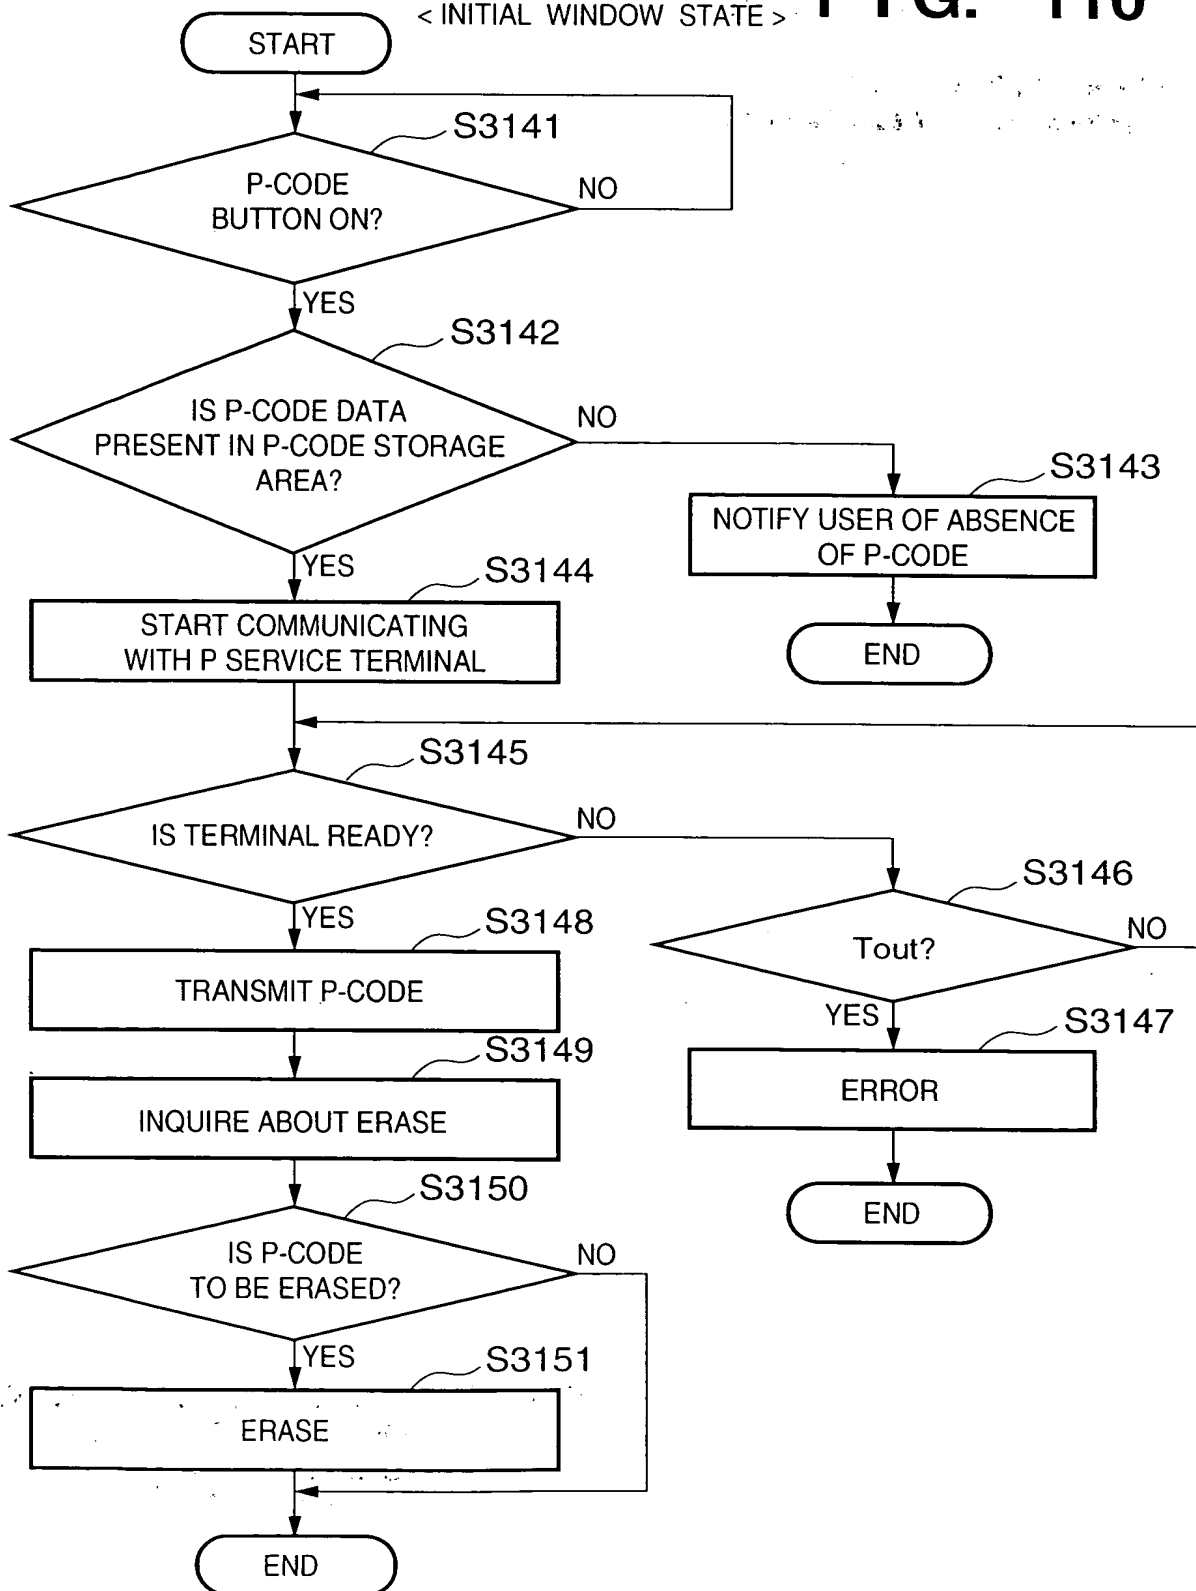 < INITIAL WINDOW STATE >
START
S3141
P-CODE
BUTTON ON?
NO
YES
S3142
IS P-CODE DATA
PRESENT IN P-CODE STORAGE
AREA?
NO
S3143
NOTIFY USER OF ABSENCE
OF P-CODE
END
YES
S3144
START COMMUNICATING
WITH P SERVICE TERMINAL
S3145
IS TERMINAL READY?
NO
S3146
Tout?
NO
YES
S3147
ERROR
END
YES
S3148
TRANSMIT P-CODE
S3149
INQUIRE ABOUT ERASE
S3150
IS P-CODE
TO BE ERASED?
NO
YES
S3151
ERASE
END